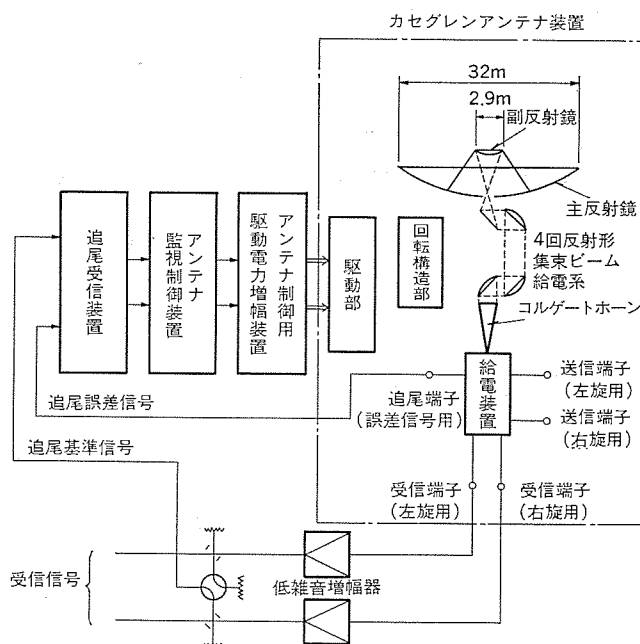 カセグレンアンテナ装置
32m
2.9m
副反射鏡
主反射鏡
4回反射形
集束ビーム
給電系
コルゲートホーン
追尾受信装置
アンテナ
監視制御装置
アンテナ制御用
駆動電力増幅装置
駆動部
回転構造部
給電装置
送信端子
(左旋用)
送信端子
(右旋用)
追尾端子
(誤差信号用)
追尾誤差信号
追尾基準信号
受信端子
(左旋用)
受信端子
(右旋用)
受信信号
低雑音増幅器